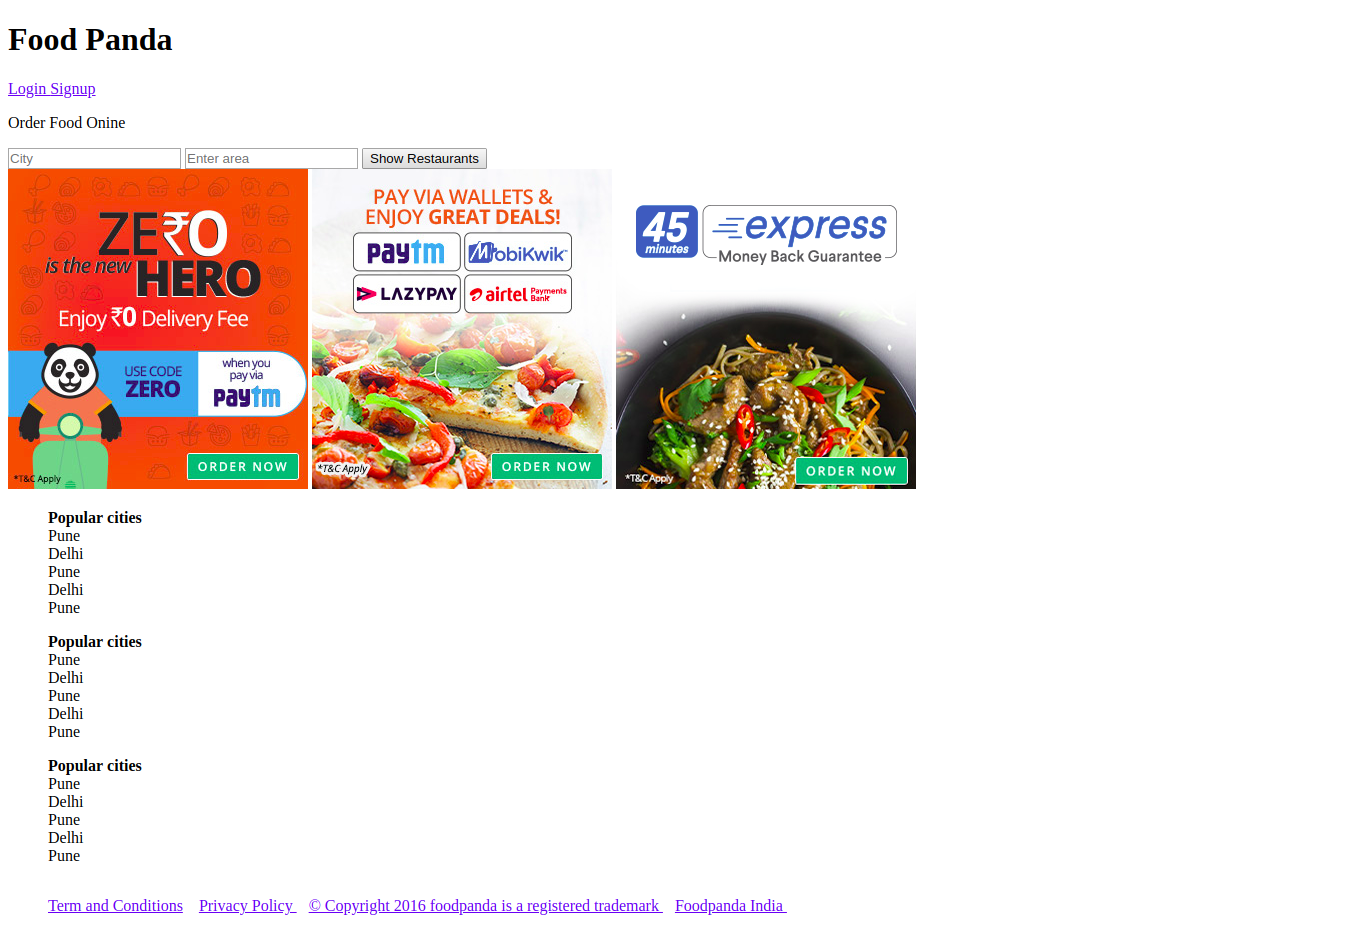 Food Panda
Login Signup
Order Food Onine
City Enter area Show Restaurants
ZE₹O
is the new HERO
Enjoy ₹0 Delivery Fee
USE CODE
ZERO
when you
pay via
paytm
ORDER NOW
*T&C Apply
PAY VIA WALLETS &
ENJOY GREAT DEALS!
paytm MobiKwik
LAZYPAY airtel Payments Bank
*T&C Apply
ORDER NOW
45 minutes
express
Money Back Guarantee
*T&C Apply
ORDER NOW
Popular cities
Pune
Delhi
Pune
Delhi
Pune
Popular cities
Pune
Delhi
Pune
Delhi
Pune
Popular cities
Pune
Delhi
Pune
Delhi
Pune
Term and Conditions Privacy Policy © Copyright 2016 foodpanda is a registered trademark Foodpanda India